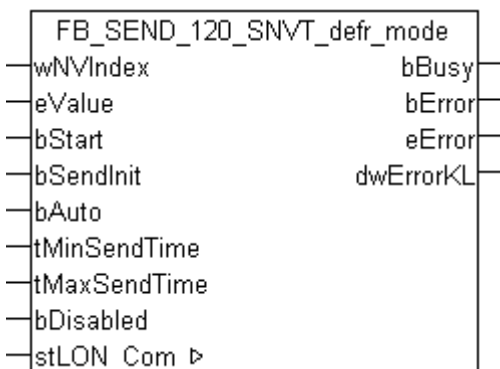 FB_SEND_120_SNVT_defr_mode
wNVIndex bBusy
eValue bError
bStart eError
bSendInit dwErrorKL
bAuto
tMinSendTime
tMaxSendTime
bDisabled
stLON_Com ▷